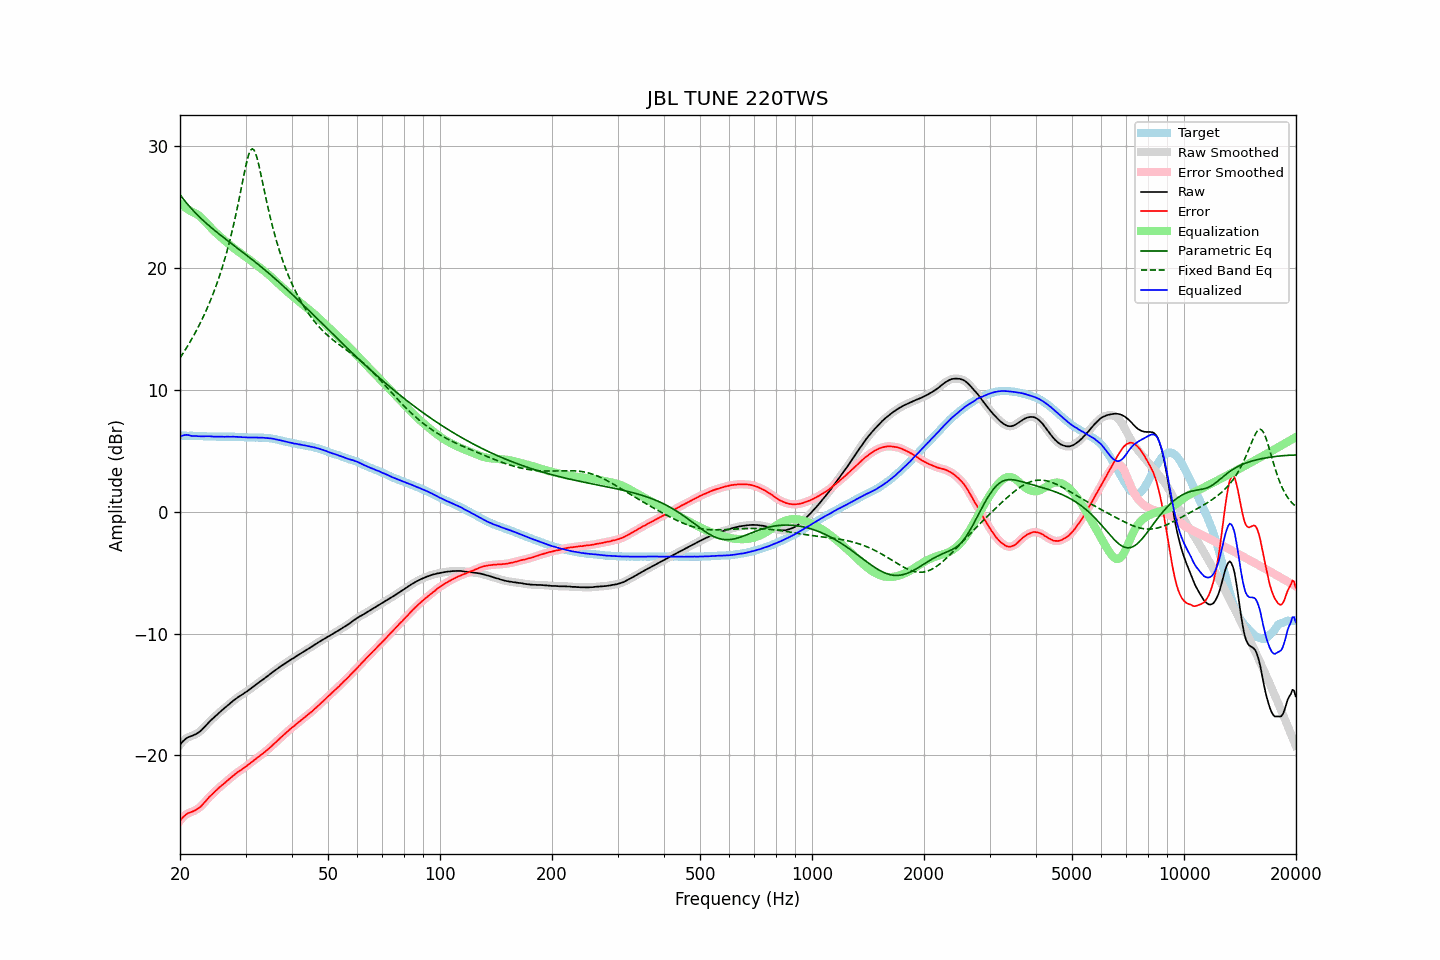 JBL TUNE 220TWS
Target
Raw Smoothed
Error Smoothed
Raw
Error
Equalization
Parametric Eq
Fixed Band Eq
Equalized
Amplitude (dBr)
30
20
10
0
−10
−20
20 50 100 200 500 1000 2000 5000 10000 20000
Frequency (Hz)